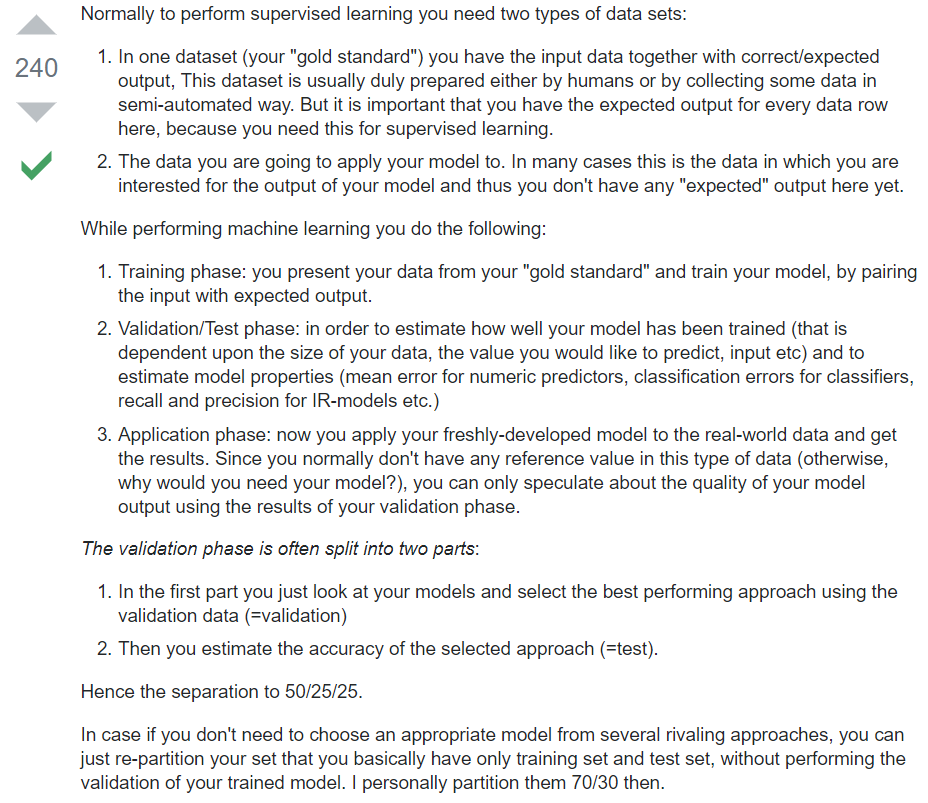 Normally to perform supervised learning you need two types of data sets:
240
1. In one dataset (your "gold standard") you have the input data together with correct/expected
output, This dataset is usually duly prepared either by humans or by collecting some data in
semi-automated way. But it is important that you have the expected output for every data row
here, because you need this for supervised learning.
2. The data you are going to apply your model to. In many cases this is the data in which you are
interested for the output of your model and thus you don't have any "expected" output here yet.
While performing machine learning you do the following:
1. Training phase: you present your data from your "gold standard" and train your model, by pairing
the input with expected output.
2. Validation/Test phase: in order to estimate how well your model has been trained (that is
dependent upon the size of your data, the value you would like to predict, input etc) and to
estimate model properties (mean error for numeric predictors, classification errors for classifiers,
recall and precision for IR-models etc.)
3. Application phase: now you apply your freshly-developed model to the real-world data and get
the results. Since you normally don't have any reference value in this type of data (otherwise,
why would you need your model?), you can only speculate about the quality of your model
output using the results of your validation phase.
The validation phase is often split into two parts:
1. In the first part you just look at your models and select the best performing approach using the
validation data (=validation)
2. Then you estimate the accuracy of the selected approach (=test).
Hence the separation to 50/25/25.
In case if you don't need to choose an appropriate model from several rivaling approaches, you can
just re-partition your set that you basically have only training set and test set, without performing the
validation of your trained model. I personally partition them 70/30 then.